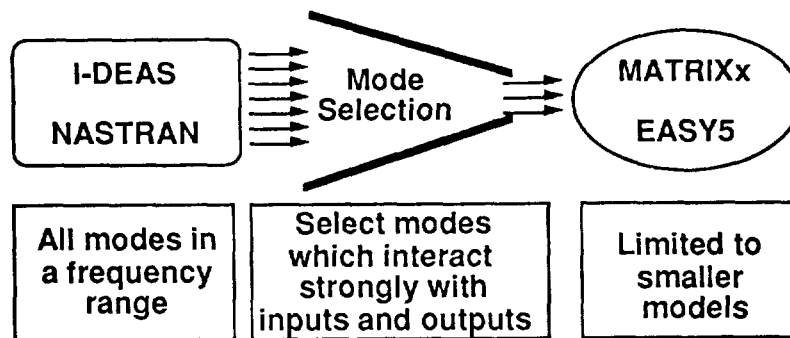 I-DEAS
NASTRAN
Mode
Selection
MATRIXx
EASY5
All modes in
a frequency
range
Select modes
which interact
strongly with
inputs and outputs
Limited to
smaller
models